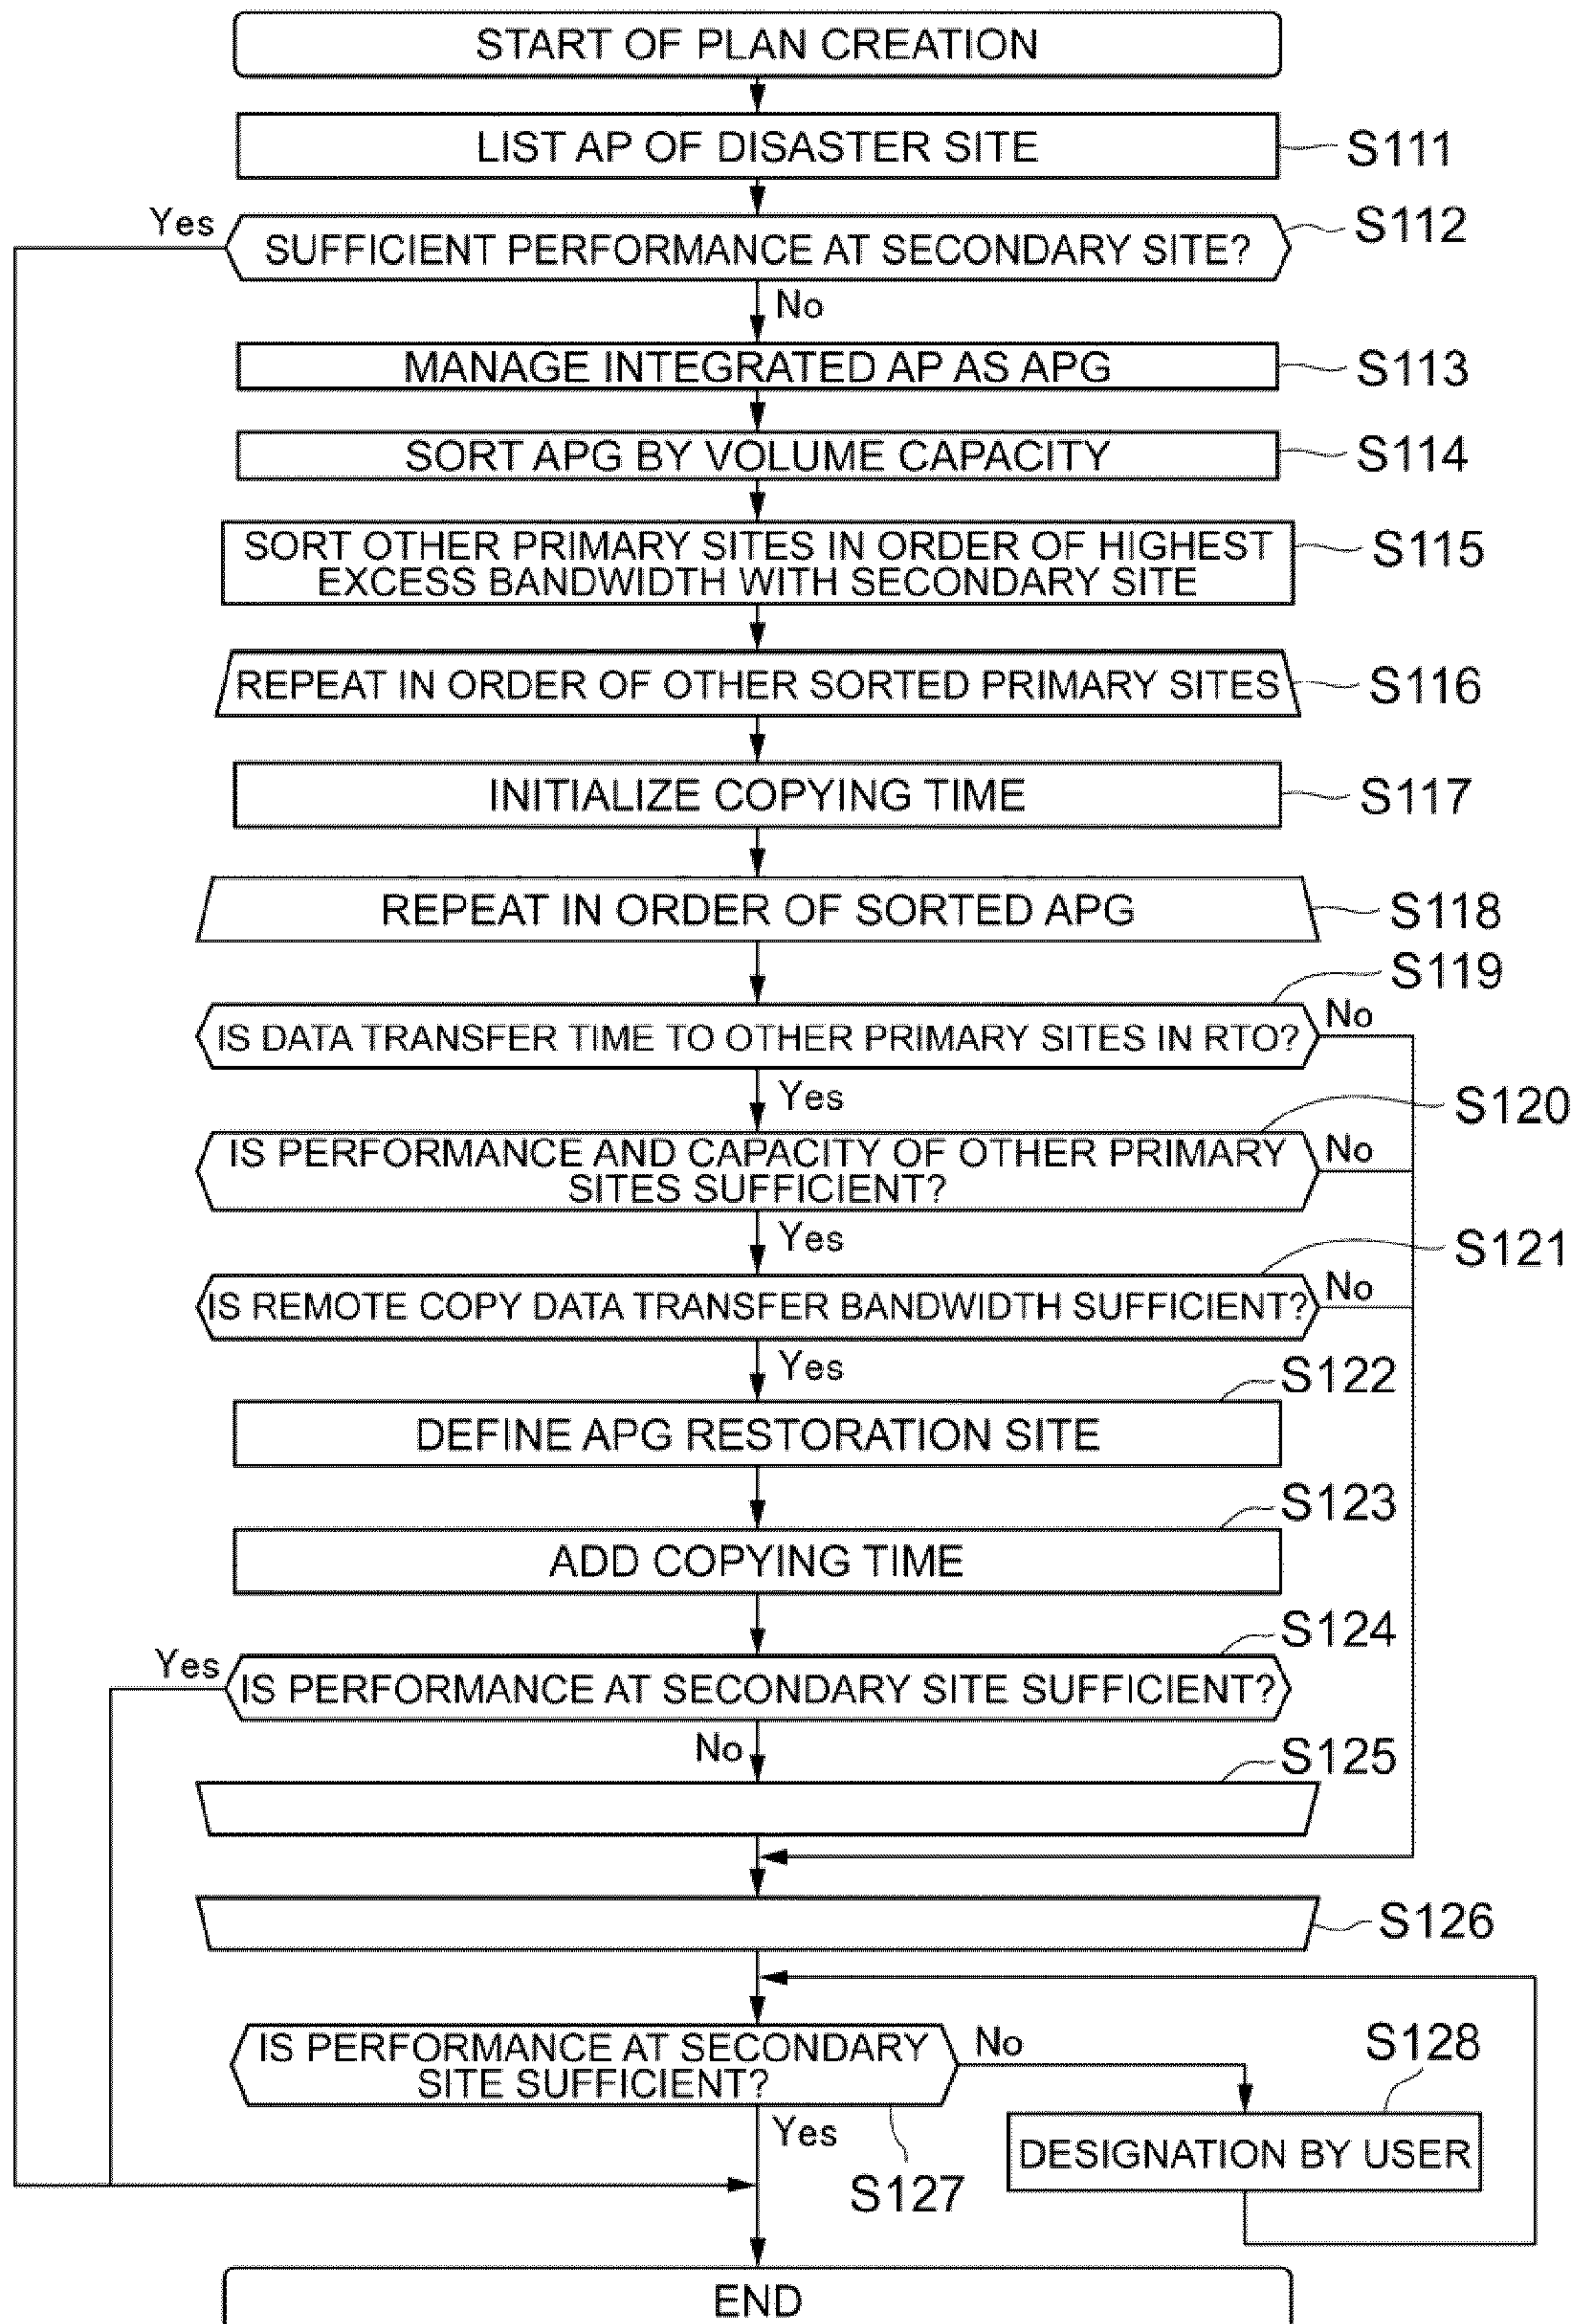 START OF PLAN CREATION
LIST AP OF DISASTER SITE
S111
Yes
SUFFICIENT PERFORMANCE AT SECONDARY SITE?
S112
No
MANAGE INTEGRATED AP AS APG
S113
SORT APG BY VOLUME CAPACITY
S114
SORT OTHER PRIMARY SITES IN ORDER OF HIGHEST
EXCESS BANDWIDTH WITH SECONDARY SITE
S115
REPEAT IN ORDER OF OTHER SORTED PRIMARY SITES
S116
INITIALIZE COPYING TIME
S117
REPEAT IN ORDER OF SORTED APG
S118
S119
IS DATA TRANSFER TIME TO OTHER PRIMARY SITES IN RTO?
No
Yes
S120
IS PERFORMANCE AND CAPACITY OF OTHER PRIMARY
SITES SUFFICIENT?
No
Yes
S121
IS REMOTE COPY DATA TRANSFER BANDWIDTH SUFFICIENT?
No
Yes
S122
DEFINE APG RESTORATION SITE
S123
ADD COPYING TIME
S124
Yes
IS PERFORMANCE AT SECONDARY SITE SUFFICIENT?
No
S125
S126
IS PERFORMANCE AT SECONDARY
SITE SUFFICIENT?
No
S128
Yes
DESIGNATION BY USER
S127
END